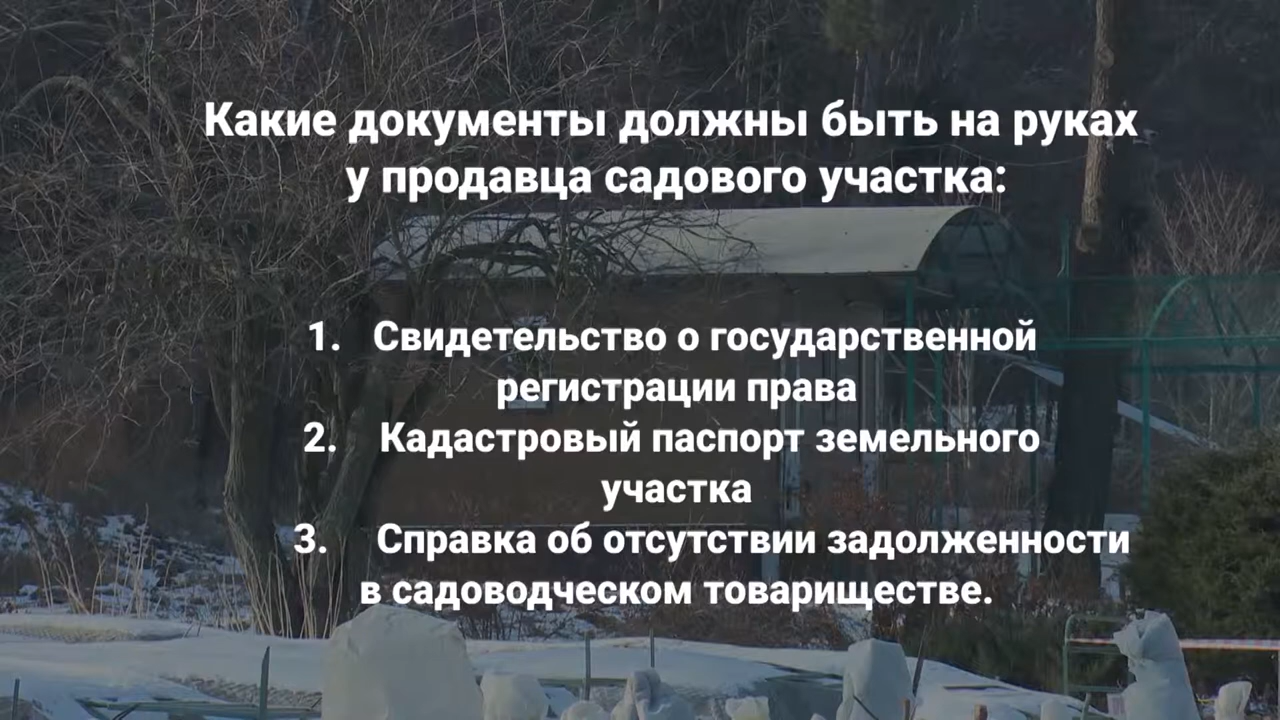 Какие документы должны быть на руках
у продавца садового участка:
1. Свидетельство о государственной
регистрации права
2. Кадастровый паспорт земельного
участка
3. Справка об отсутствии задолженности
в садоводческом товариществе.